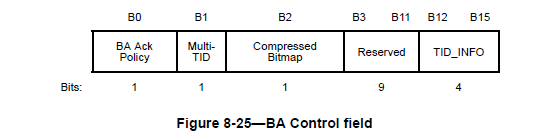 B0 B1 B2 B3 B11 B12 B15
BA Ack Policy Multi-TID Compressed Bitmap Reserved TID_INFO
Bits: 1 1 1 9 4
Figure 8-25—BA Control field